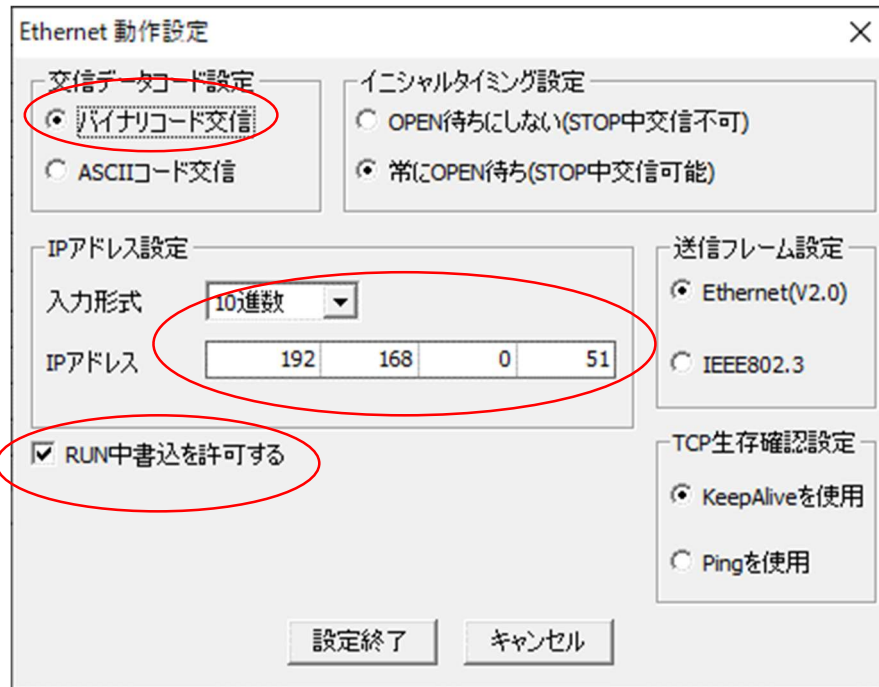 Ethernet 動作設定
交信データコード設定
バイナリコード交信
ASCIIコード交信
イニシャルタイミング設定
OPEN待ちにしない(STOP中交信不可)
常にOPEN待ち(STOP中交信可能)
IPアドレス設定
入力形式 10進数
IPアドレス 192 168 0 51
送信フレーム設定
Ethernet(V2.0)
IEEE802.3
RUN中書込を許可する
TCP生存確認設定
KeepAliveを使用
Pingを使用
設定終了 キャンセル